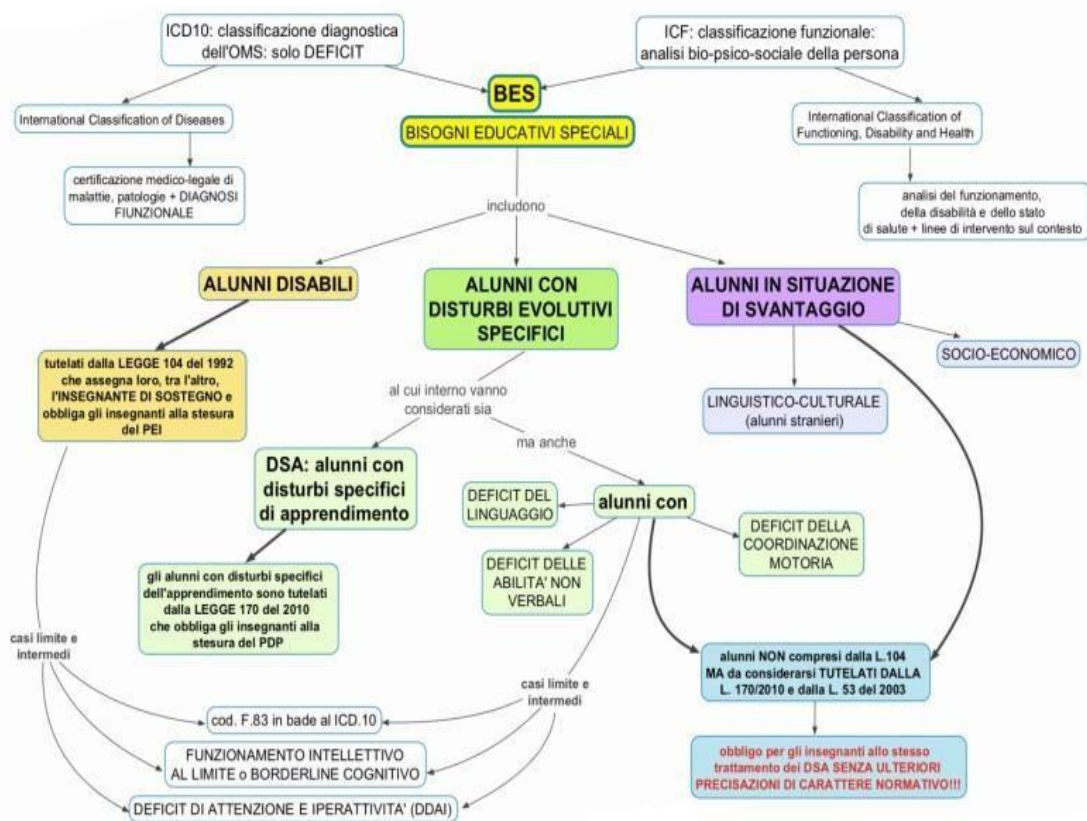 ICD10: classificazione diagnostica
dell'OMS: solo DEFICIT
ICF: classificazione funzionale:
analisi bio-psico-sociale della persona
BES
BISOGNI EDUCATIVI SPECIALI
International Classification of Diseases
International Classification of
Functioning, Disability and Health
certificazione medico-legale di
malattie, patologie + DIAGNOSI
FIUNZIONALE
analisi del funzionamento,
della disabilità e dello stato
di salute + linee di intervento sul contesto
includono
ALUNNI DISABILI
ALUNNI CON
DISTURBI EVOLUTIVI
SPECIFICI
ALUNNI IN SITUAZIONE
DI SVANTAGGIO
SOCIO-ECONOMICO
LINGUISTICO-CULTURALE
(alunni stranieri)
tutelati dalla LEGGE 104 del 1992
che assegna loro, tra l'altro,
l'INSEGNANTE DI SOSTEGNO e
obbliga gli insegnanti alla stesura
del PEI
al cui interno vanno
considerati sia
ma anche
DSA: alunni con
disturbi specifici
di apprendimento
alunni con
DEFICIT DEL
LINGUAGGIO
DEFICIT DELLE
ABILITA' NON
VERBALI
DEFICIT DELLA
COORDINAZIONE
MOTORIA
gli alunni con disturbi specifici
dell'apprendimento sono tutelati
dalla LEGGE 170 del 2010
che obbliga gli insegnanti alla
stesura del PDP
casi limite e
intermedi
casi limite e
intermedi
alunni NON compresi dalla L.104
MA da considerarsi TUTELATI DALLA
L. 170/2010 e dalla L. 53 del 2003
cod. F.83 in bade al ICD.10
FUNZIONAMENTO INTELLETTIVO
AL LIMITE o BORDERLINE COGNITIVO
DEFICIT DI ATTENZIONE E IPERATTIVITA' (DDAI)
obbligo per gli insegnanti allo stesso
trattamento dei DSA SENZA ULTERIORI
PRECISAZIONI DI CARATTERE NORMATIVO!!!